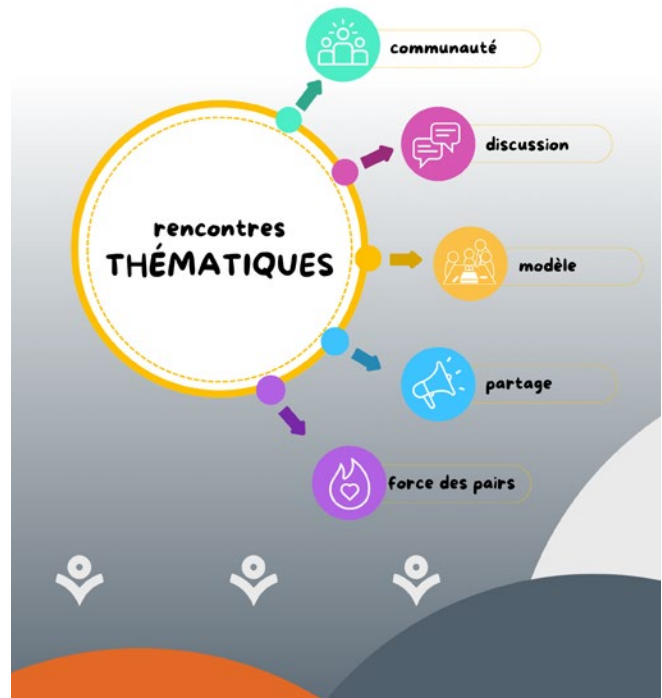 communauté
discussion
rencontres
THÉMATIQUES
modèle
partage
force des pairs